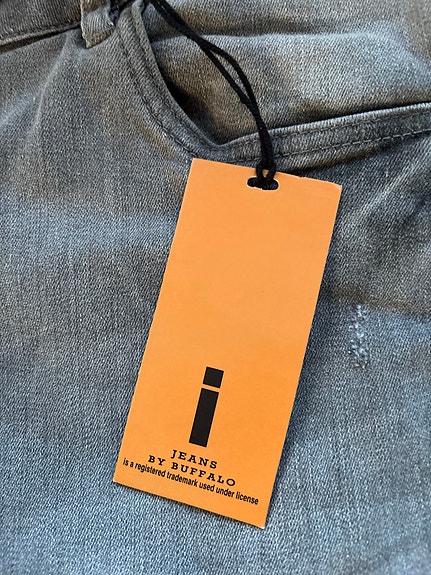 i
JEANS
BY BUFFALO
is a registered trademark used under license